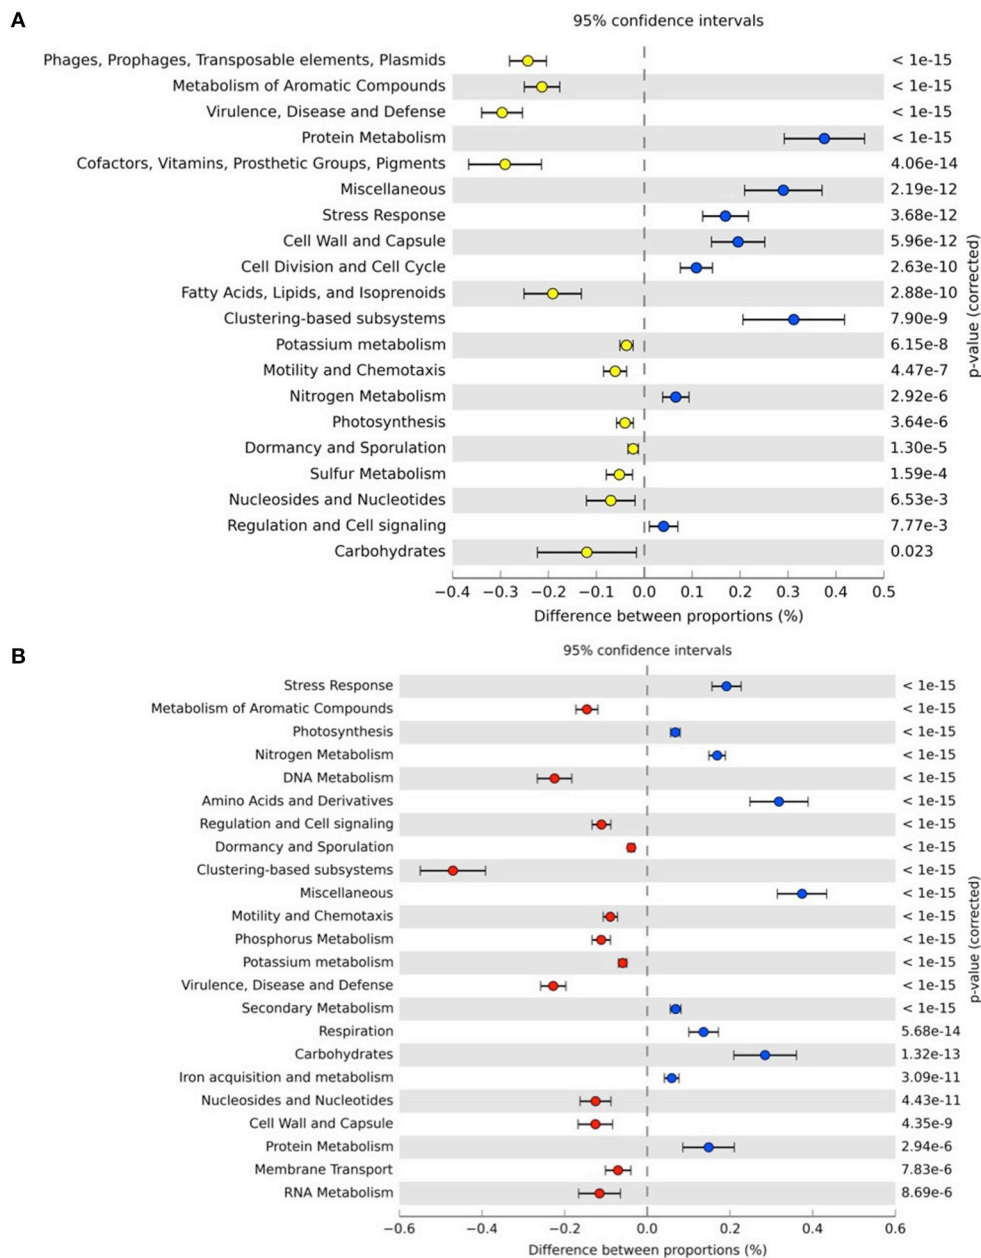 A
95% confidence intervals
Phages, Prophages, Transposable elements, Plasmids < 1e-15
Metabolism of Aromatic Compounds < 1e-15
Virulence, Disease and Defense < 1e-15
Protein Metabolism < 1e-15
Cofactors, Vitamins, Prosthetic Groups, Pigments 4.06e-14
Miscellaneous 2.19e-12
Stress Response 3.68e-12
Cell Wall and Capsule 5.96e-12
Cell Division and Cell Cycle 2.63e-10
Fatty Acids, Lipids, and Isoprenoids 2.88e-10
Clustering-based subsystems 7.90e-9
Potassium metabolism 6.15e-8
Motility and Chemotaxis 4.47e-7
Nitrogen Metabolism 2.92e-6
Photosynthesis 3.64e-6
Dormancy and Sporulation 1.30e-5
Sulfur Metabolism 1.59e-4
Nucleosides and Nucleotides 6.53e-3
Regulation and Cell signaling 7.77e-3
Carbohydrates 0.023
p-value (corrected)
−0.4 −0.3 −0.2 −0.1 0.0 0.1 0.2 0.3 0.4 0.5
Difference between proportions (%)
B
95% confidence intervals
Stress Response < 1e-15
Metabolism of Aromatic Compounds < 1e-15
Photosynthesis < 1e-15
Nitrogen Metabolism < 1e-15
DNA Metabolism < 1e-15
Amino Acids and Derivatives < 1e-15
Regulation and Cell signaling < 1e-15
Dormancy and Sporulation < 1e-15
Clustering-based subsystems < 1e-15
Miscellaneous < 1e-15
Motility and Chemotaxis < 1e-15
Phosphorus Metabolism < 1e-15
Potassium metabolism < 1e-15
Virulence, Disease and Defense < 1e-15
Secondary Metabolism < 1e-15
Respiration 5.68e-14
Carbohydrates 1.32e-13
Iron acquisition and metabolism 3.09e-11
Nucleosides and Nucleotides 4.43e-11
Cell Wall and Capsule 4.35e-9
Protein Metabolism 2.94e-6
Membrane Transport 7.83e-6
RNA Metabolism 8.69e-6
p-value (corrected)
−0.6 −0.4 −0.2 0.0 0.2 0.4 0.6
Difference between proportions (%)